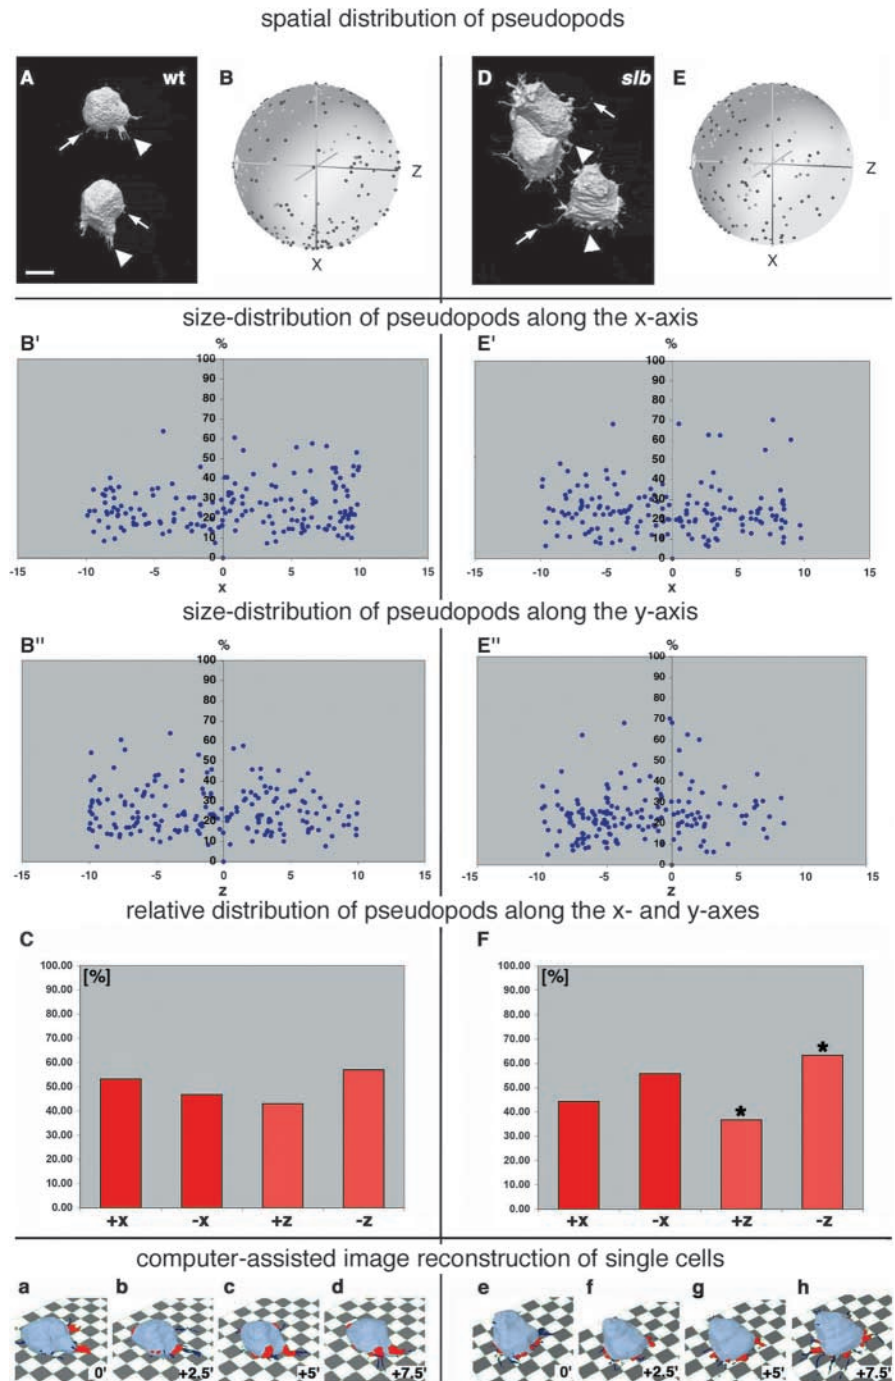 spatial distribution of pseudopods
A wt B D slb E
Z Z
X X
size-distribution of pseudopods along the x-axis
B' % E' %
100 100
90 90
80 80
70 70
60 60
50 50
40 40
30 30
20 20
10 10
0 0
-15 -10 -5 0 5 10 15 -15 -10 -5 0 5 10 15
x x
size-distribution of pseudopods along the y-axis
B" % E" %
100 100
90 90
80 80
70 70
60 60
50 50
40 40
30 30
20 20
10 10
0 0
-15 -10 -5 0 5 10 15 -15 -10 -5 0 5 10 15
z z
relative distribution of pseudopods along the x- and y-axes
C F
100.00 [%] 100.00 [%]
90.00 90.00
80.00 80.00
70.00 70.00
60.00 60.00 *
50.00 50.00
40.00 40.00 *
30.00 30.00
20.00 20.00
10.00 10.00
0.00 0.00
+x -x +z -z +x -x +z -z
computer-assisted image reconstruction of single cells
a b c d e f g h
0' +2,5' +5' +7.5' 0' +2,5' +5' +7.5'